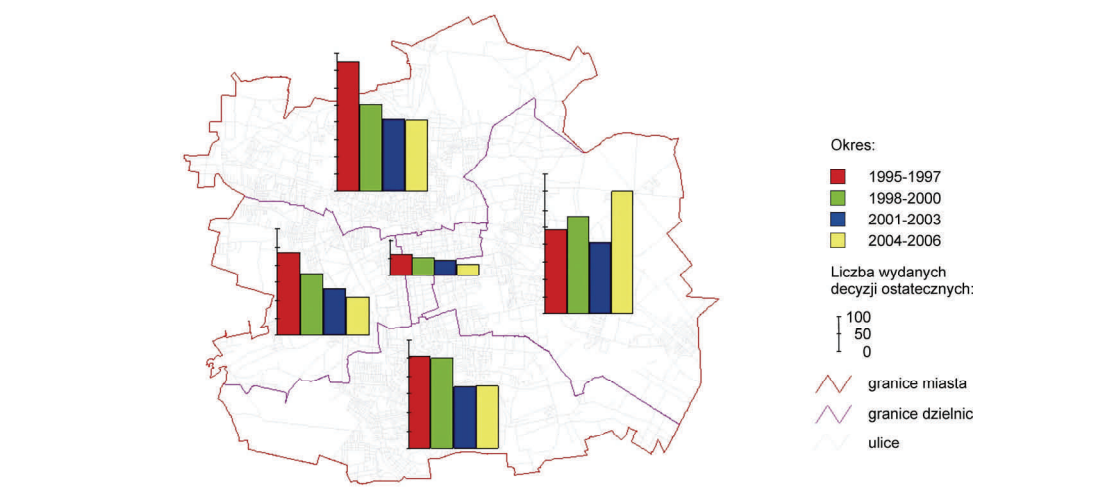 Okres:
1995-1997
1998-2000
2001-2003
2004-2006
Liczba wydanych
decyzji ostatecznych:
100
50
0
granice miasta
granice dzielnic
ulice